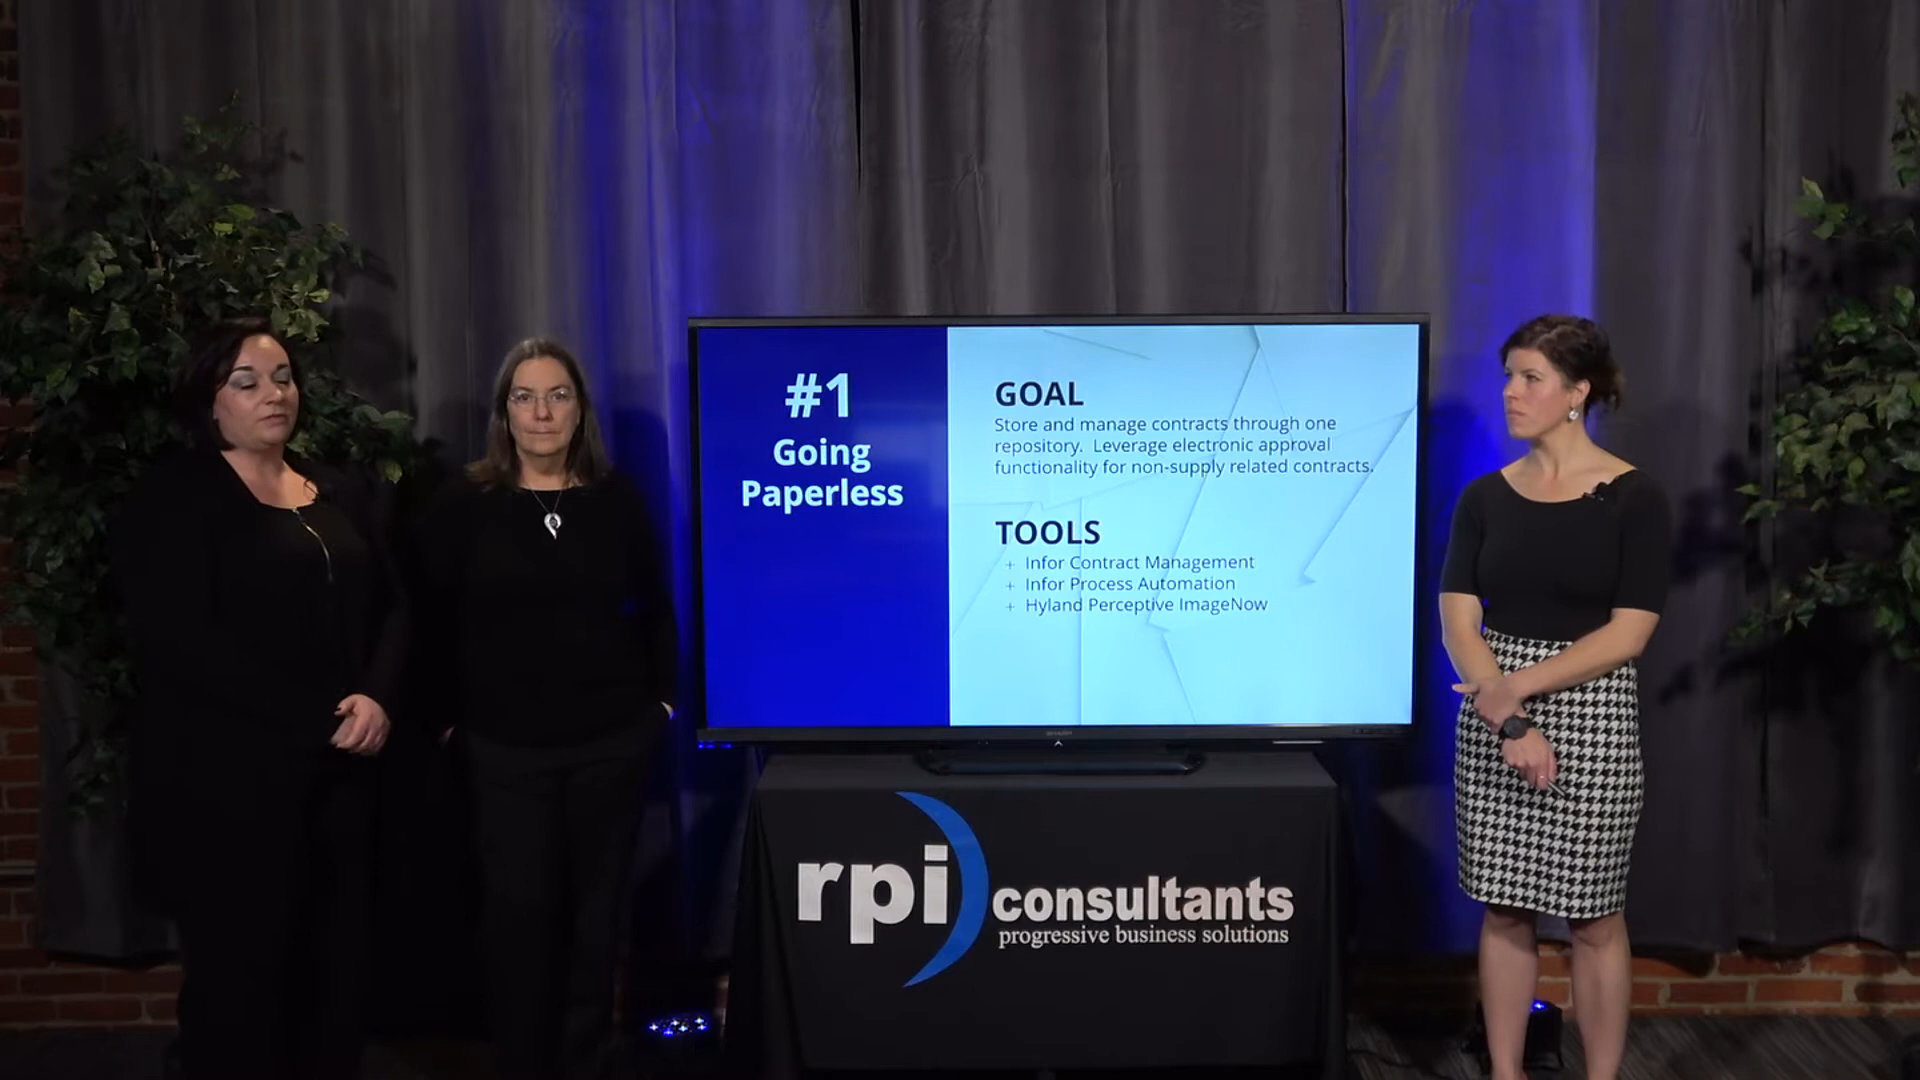 #1
Going
Paperless
GOAL
Store and manage contracts through one
repository. Leverage electronic approval
functionality for non-supply related contracts.
TOOLS
+ Infor Contract Management
+ Infor Process Automation
+ Hyland Perceptive ImageNow
rpi consultants
progressive business solutions